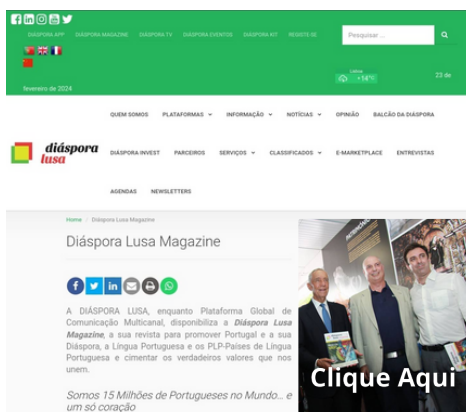 DIÁSPORA APP DIÁSPORA MAGAZINE DIÁSPORA TV DIÁSPORA EVENTOS DIÁSPORA KIT REGISTE-SE
Pesquisar ...
Lisboa
+14°C
23 de
fevereiro de 2024
QUEM SOMOS PLATAFORMAS INFORMAÇÃO NOTÍCIAS OPINIÃO BALCÃO DA DIÁSPORA
diáspora
lusa
DIÁSPORA INVEST PARCEIROS SERVIÇOS CLASSIFICADOS E-MARKETPLACE ENTREVISTAS
AGENDAS NEWSLETTERS
Home / Diáspora Lusa Magazine
Diáspora Lusa Magazine
A DIÁSPORA LUSA, enquanto Plataforma Global de
Comunicação Multicanal, disponibiliza a Diáspora Lusa
Magazine, a sua revista para promover Portugal e a sua
Diáspora, a Língua Portuguesa e os PLP-Países de Língua
Portuguesa e cimentar os verdadeiros valores que nos
unem.
Somos 15 Milhões de Portugueses no Mundo... e
um só coração
Clique Aqui